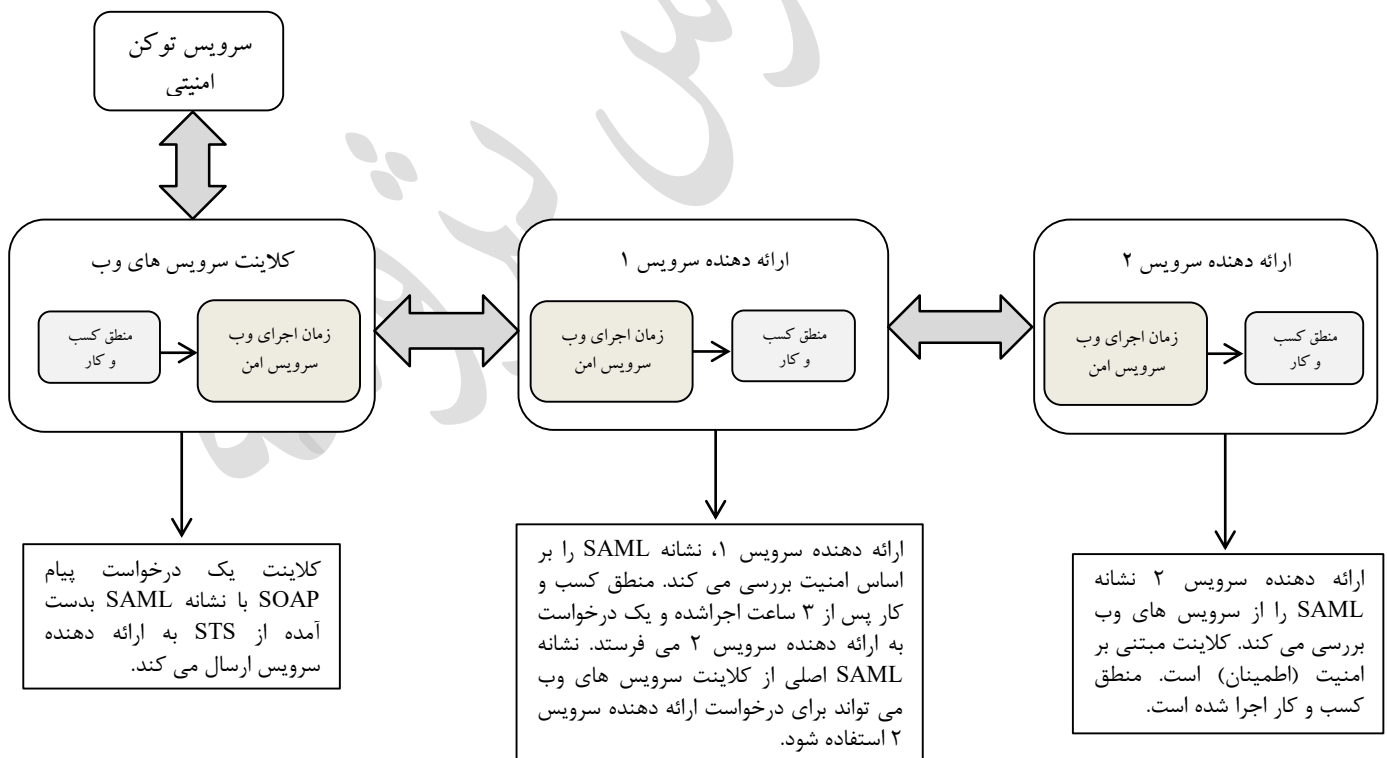 سرویس توکن
امنیتی
کلاینت سرویس های وب
منطق کسب
و کار
زمان اجرای وب
سرویس امن
ارائه دهنده سرویس ۱
زمان اجرای وب
سرویس امن
منطق کسب
و کار
ارائه دهنده سرویس ۲
زمان اجرای وب
سرویس امن
منطق کسب
و کار
کلاینت یک درخواست پیام
SOAP با نشانه SAML بدست
آمده از STS به ارائه دهنده
سرویس ارسال می کند.
ارائه دهنده سرویس ۱، نشانه SAML را بر
اساس امنیت بررسی می کند. منطق کسب و
کار پس از ۳ ساعت اجراشده و یک درخواست
به ارائه دهنده سرویس ۲ می فرستد. نشانه
SAML اصلی از کلاینت سرویس های وب
می تواند برای درخواست ارائه دهنده سرویس
۲ استفاده شود.
ارائه دهنده سرویس ۲ نشانه
SAML را از سرویس های وب
بررسی می کند. کلاینت مبتنی بر
امنیت (اطمینان) است. منطق
کسب و کار اجرا شده است.